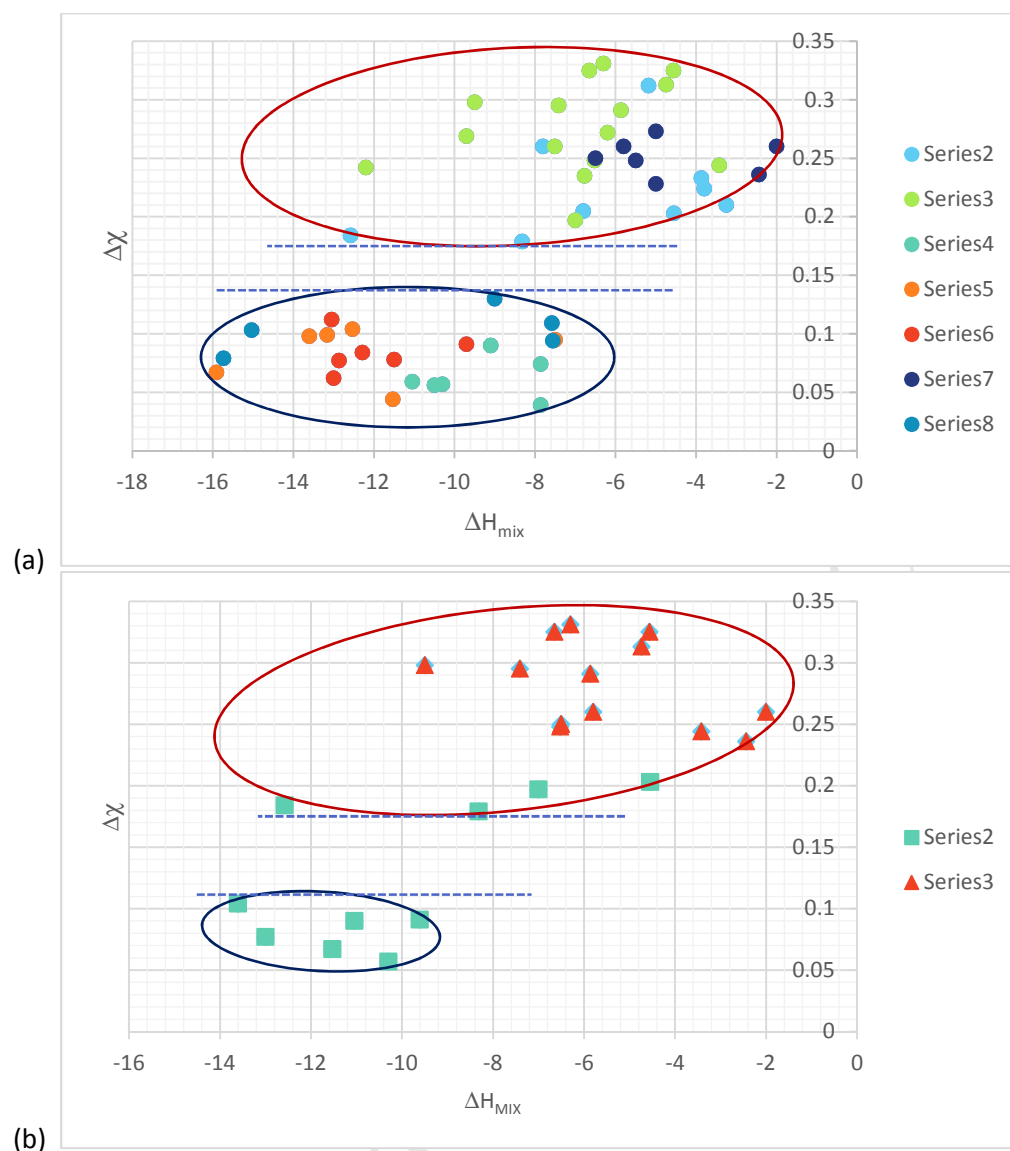 0.35
0.3
0.25
0.2
0.15
0.1
0.05
0
Δχ
-18 -16 -14 -12 -10 -8 -6 -4 -2 0
ΔHmix
Series2
Series3
Series4
Series5
Series6
Series7
Series8
(a)
0.35
0.3
0.25
0.2
0.15
0.1
0.05
0
Δχ
-16 -14 -12 -10 -8 -6 -4 -2 0
ΔHMIX
Series2
Series3
(b)